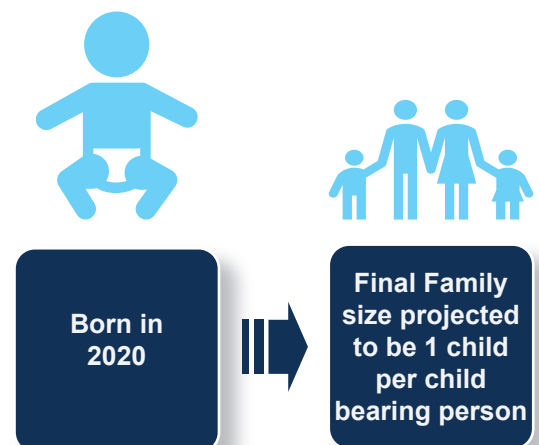 Born in
2020
Final Family
size projected
to be 1 child
per child
bearing person